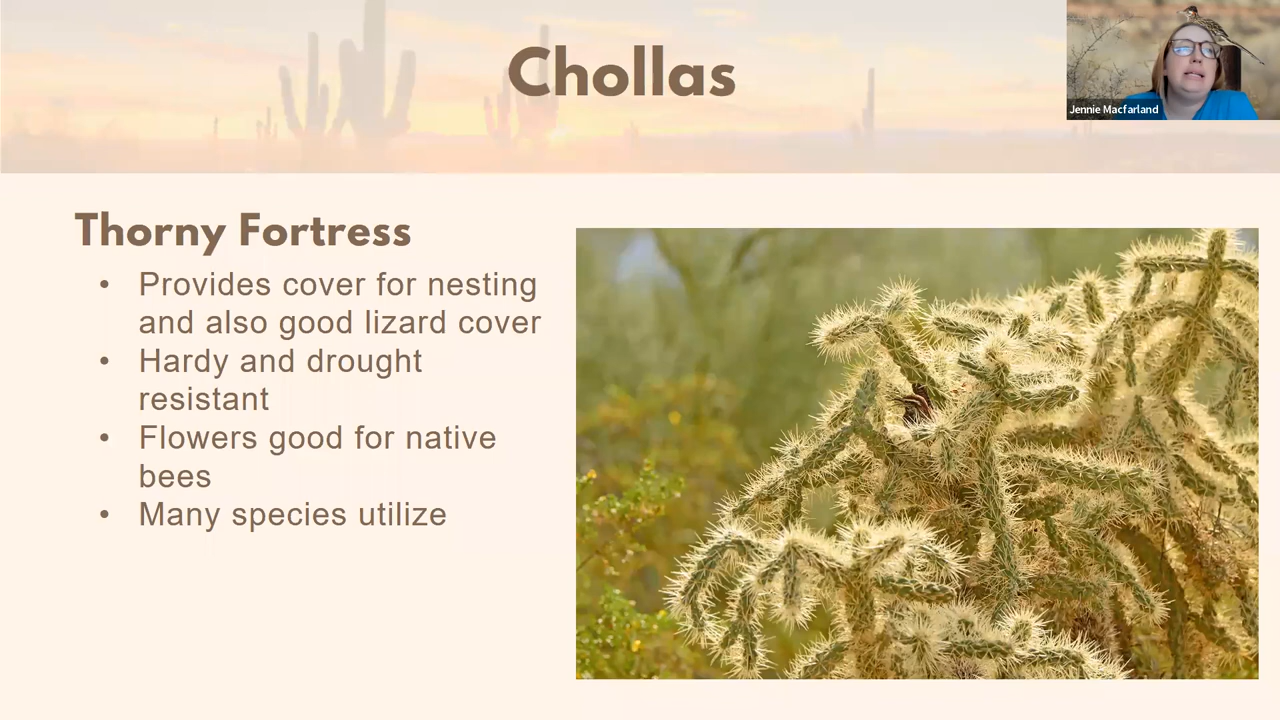 Chollas
Jennie Macfarland
Thorny Fortress
• Provides cover for nesting
and also good lizard cover
• Hardy and drought
resistant
• Flowers good for native
bees
• Many species utilize